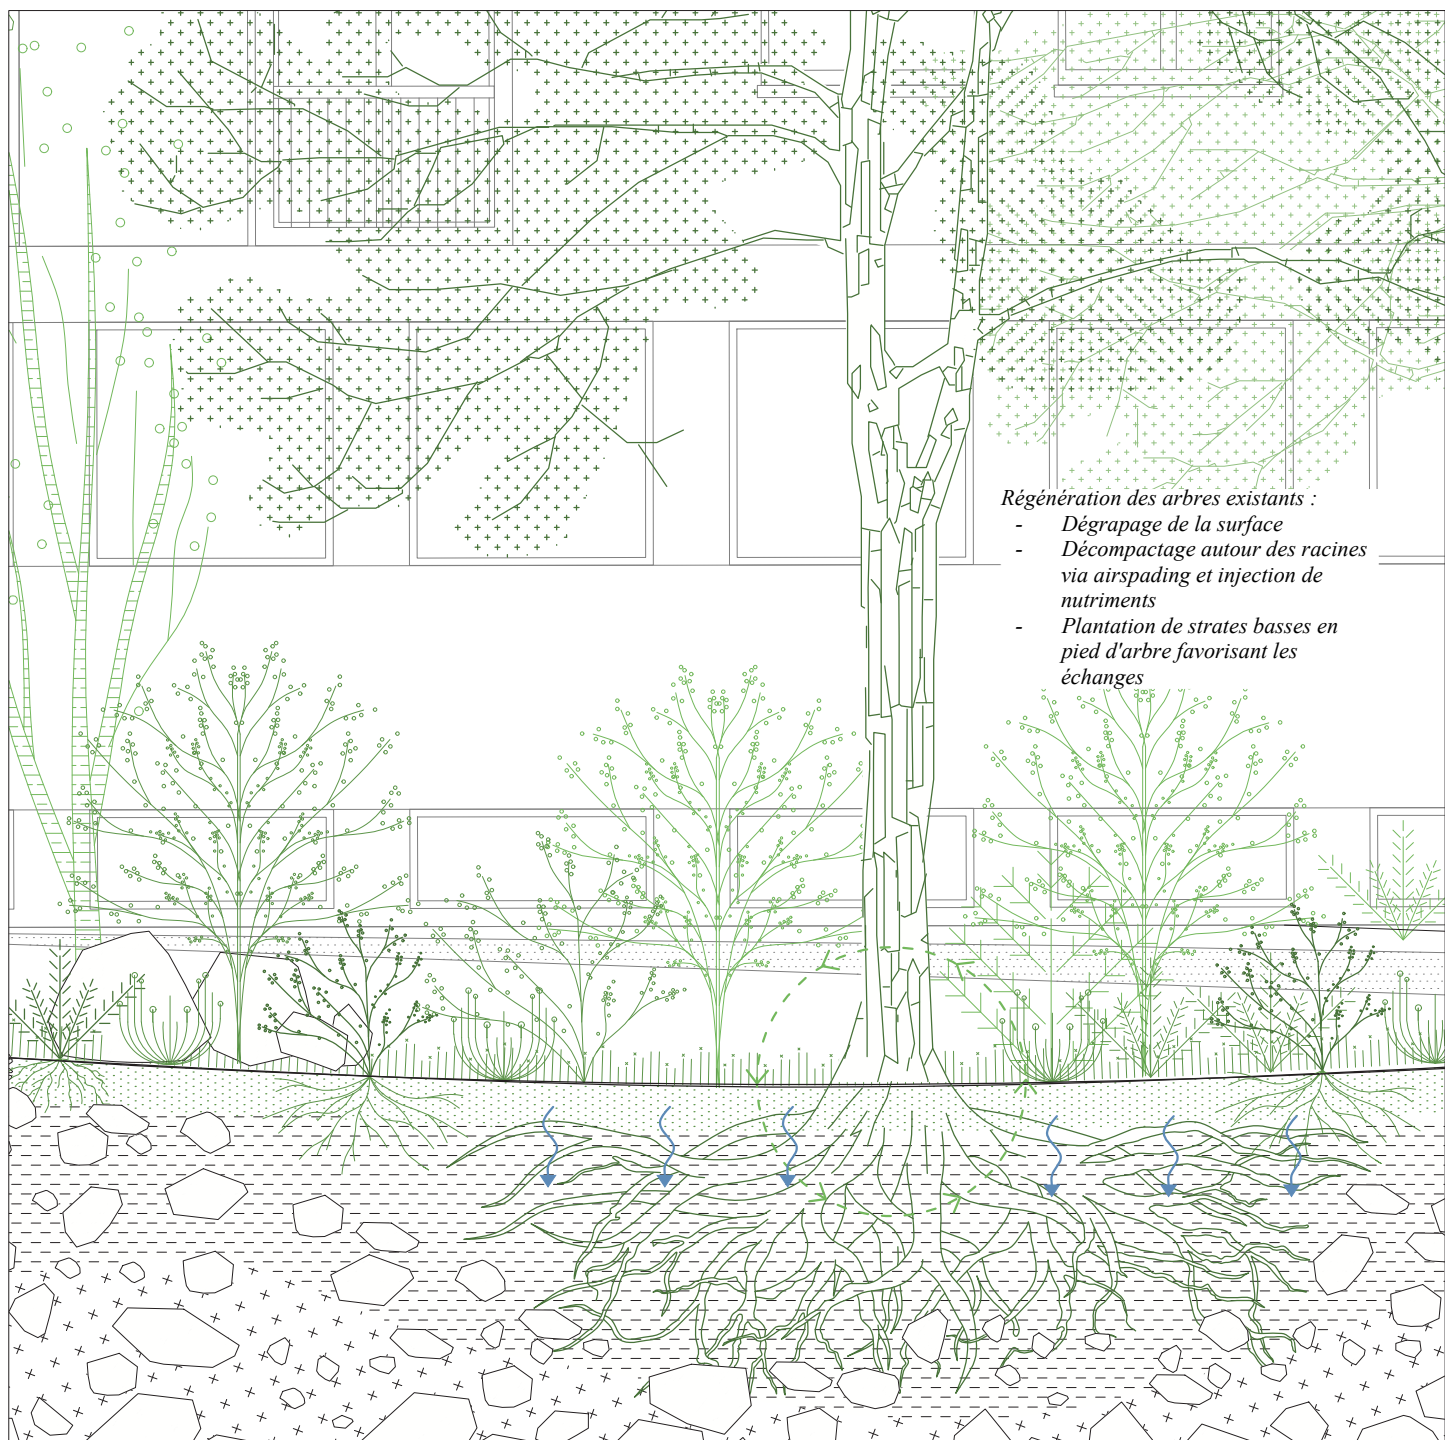 Régénération des arbres existants :
- Dégrapage de la surface
- Décompactage autour des racines
via airspading et injection de
nutriments
- Plantation de strates basses en
pied d'arbre favorisant les
échanges